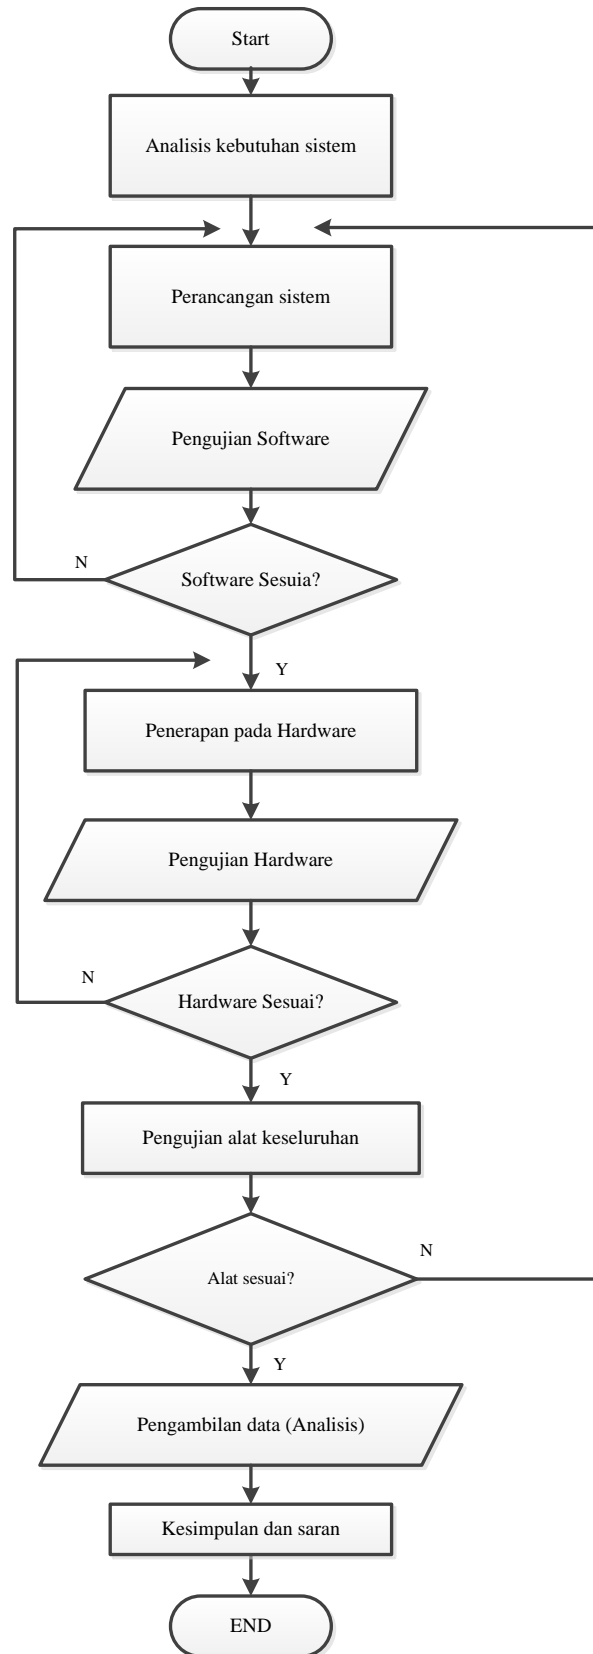 Start
Analisis kebutuhan sistem
Perancangan sistem
Pengujian Software
N
Software Sesuia?
Y
Penerapan pada Hardware
Pengujian Hardware
N
Hardware Sesuai?
Y
Pengujian alat keseluruhan
N
Alat sesuai?
Y
Pengambilan data (Analisis)
Kesimpulan dan saran
END